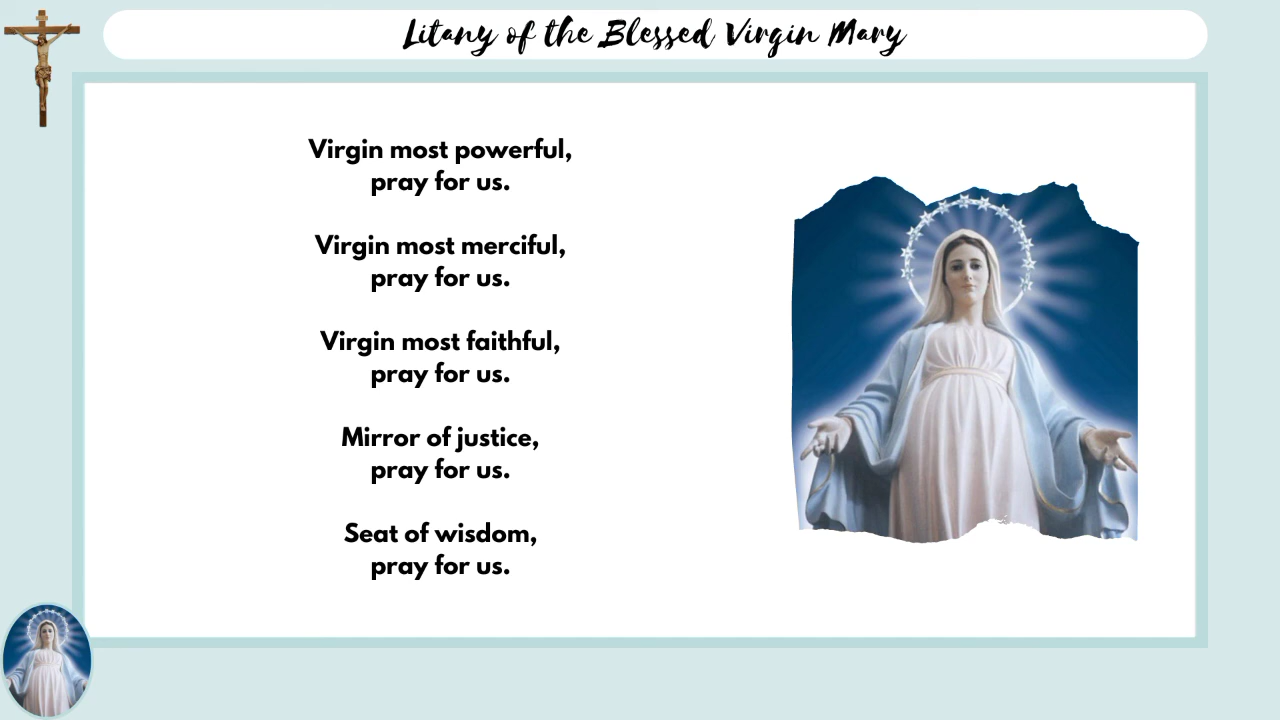 Litany of the Blessed Virgin Mary
Virgin most powerful,
pray for us.
Virgin most merciful,
pray for us.
Virgin most faithful,
pray for us.
Mirror of justice,
pray for us.
Seat of wisdom,
pray for us.